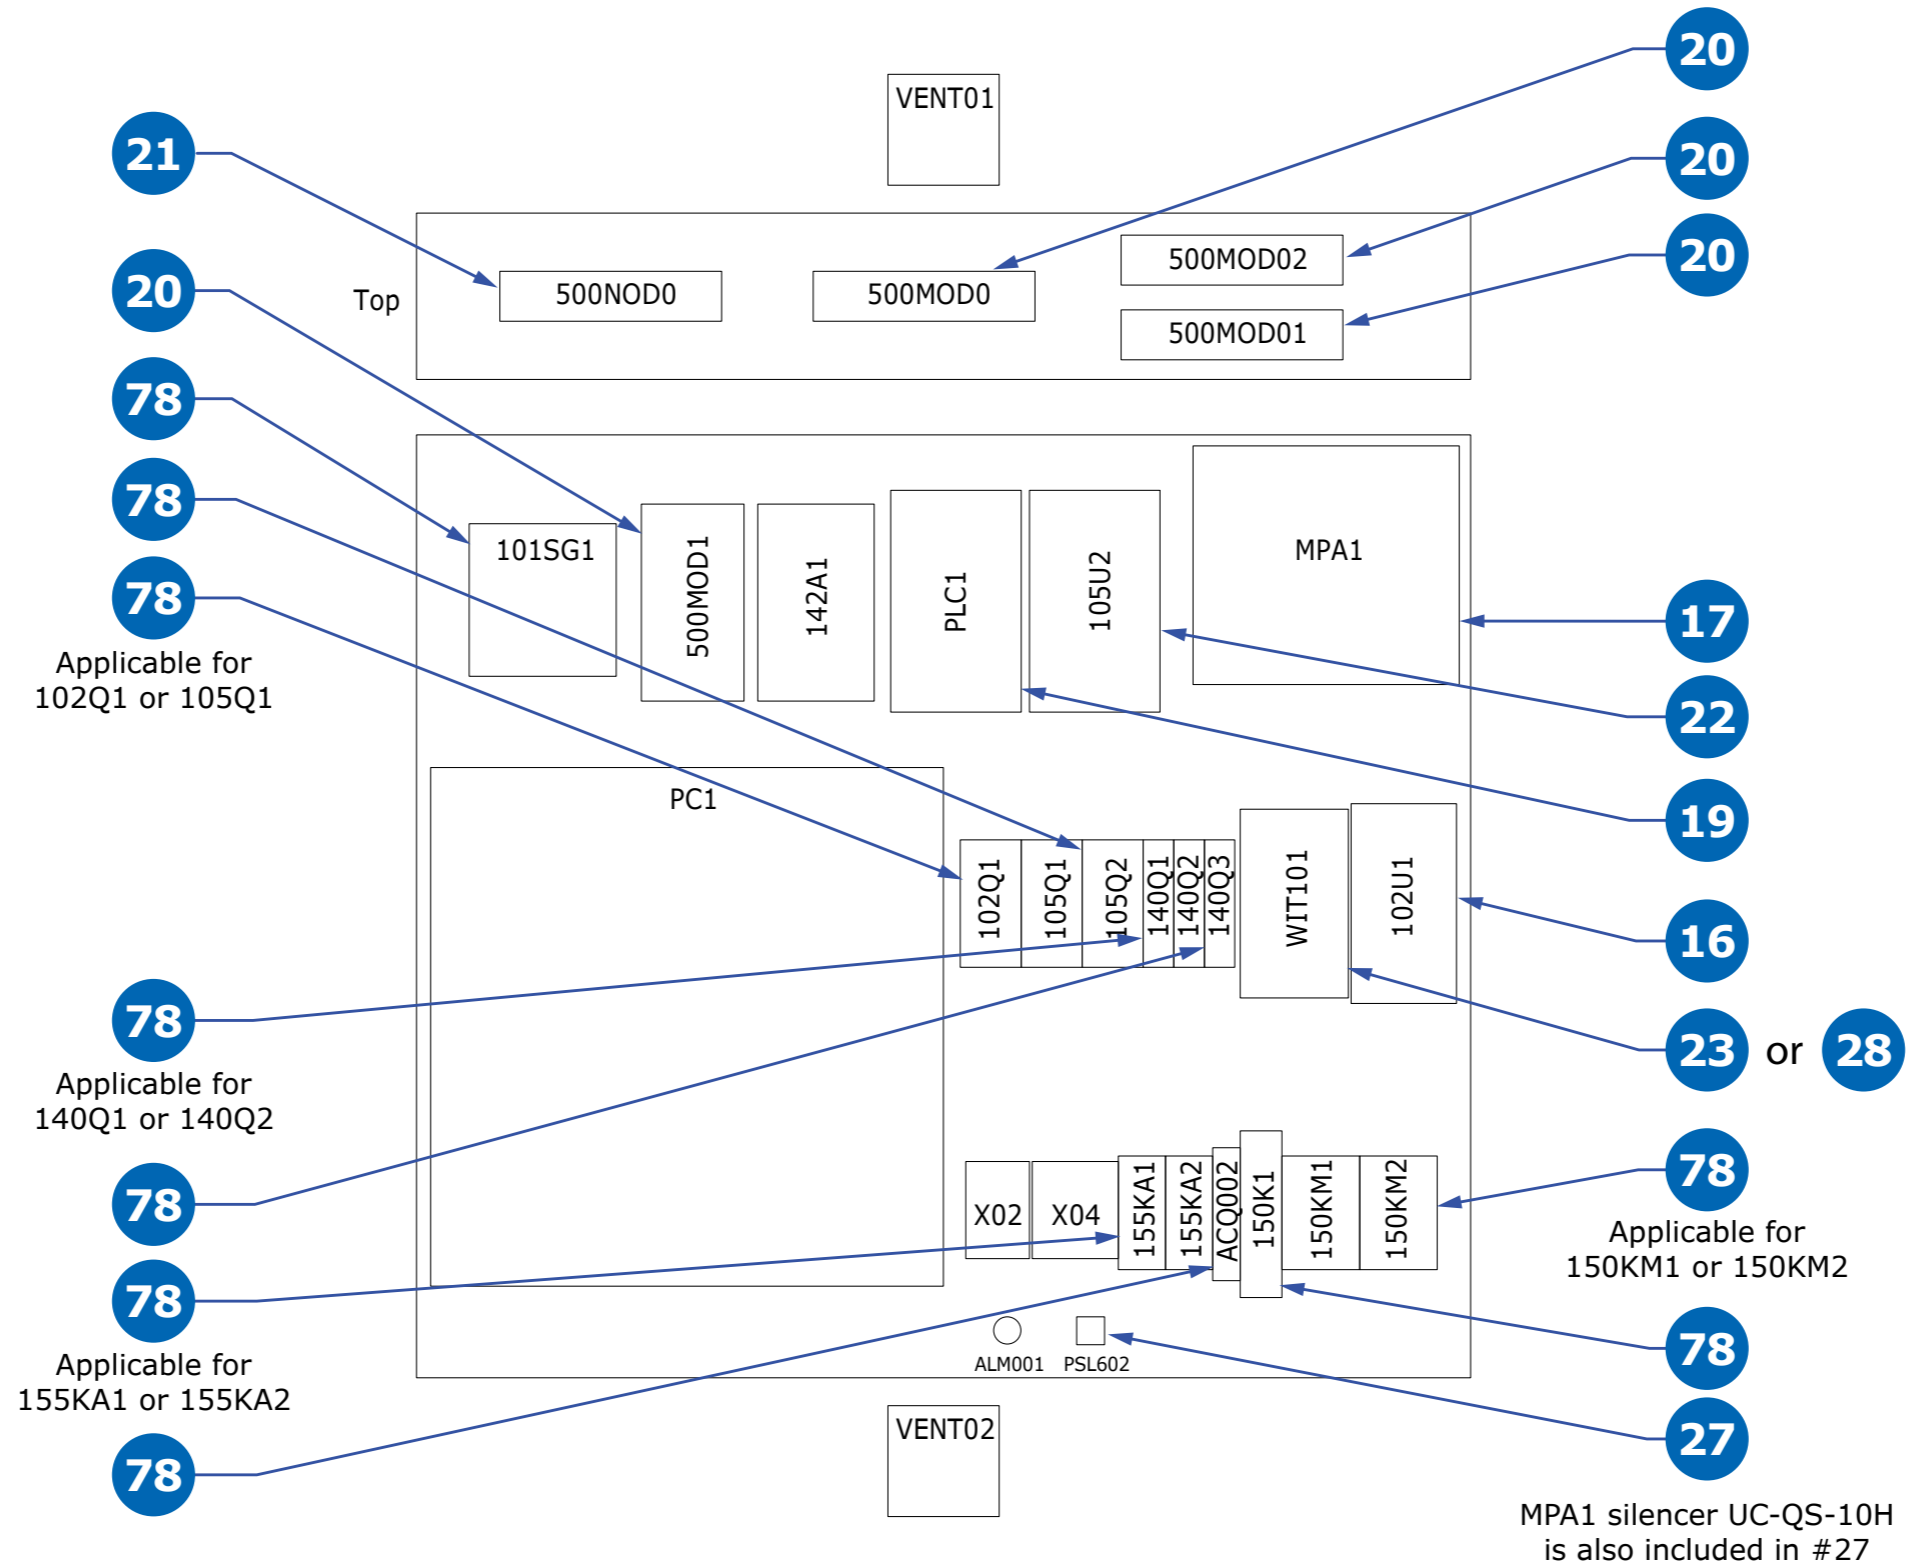 20
VENT01
21
20
20
500MOD02
20
Top
500NOD0
500MOD0
500MOD01
78
78
101SG1
500MOD1
142A1
PLC1
105U2
MPA1
78
Applicable for
102Q1 or 105Q1
17
22
PC1
19
102Q1
105Q1
105Q2
140Q1
140Q2
140Q3
WIT101
102U1
16
78
Applicable for
140Q1 or 140Q2
23 or 28
78
X02
X04
155KA1
155KA2
ACQ002
150K1
150KM1
150KM2
78
Applicable for
150KM1 or 150KM2
78
Applicable for
155KA1 or 155KA2
ALM001
PSL602
78
78
VENT02
27
MPA1 silencer UC-QS-10H
is also included in #27